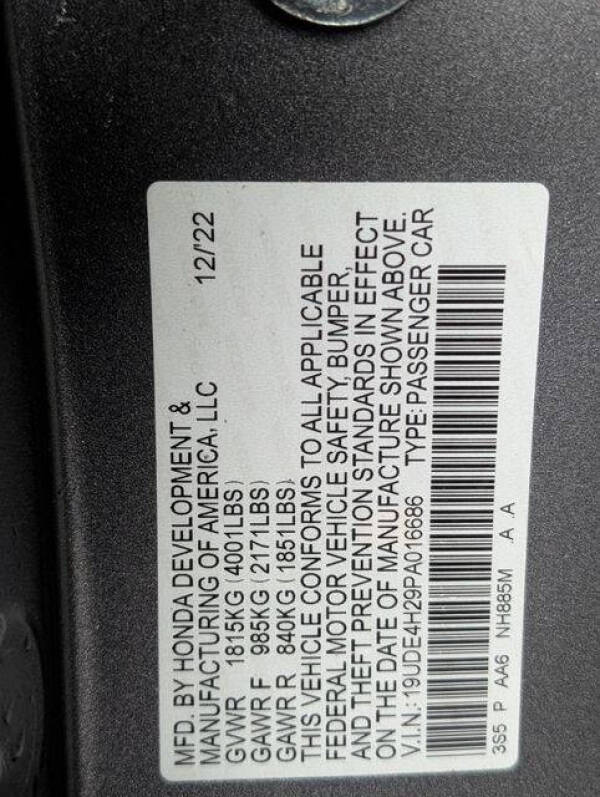 MFD. BY HONDA DEVELOPMENT &
MANUFACTURING OF AMERICA, LLC 12/'22
GVWR 1815KG (4001LBS)
GAWR F 985KG (2171LBS)
GAWR R 840KG (1851LBS)
THIS VEHICLE CONFORMS TO ALL APPLICABLE
FEDERAL MOTOR VEHICLE SAFETY, BUMPER,
AND THEFT PREVENTION STANDARDS IN EFFECT
ON THE DATE OF MANUFACTURE SHOWN ABOVE.
V.I.N.: 19UDE4H29PA016686 TYPE: PASSENGER CAR
3S5 P AA6 NH885M .A .A